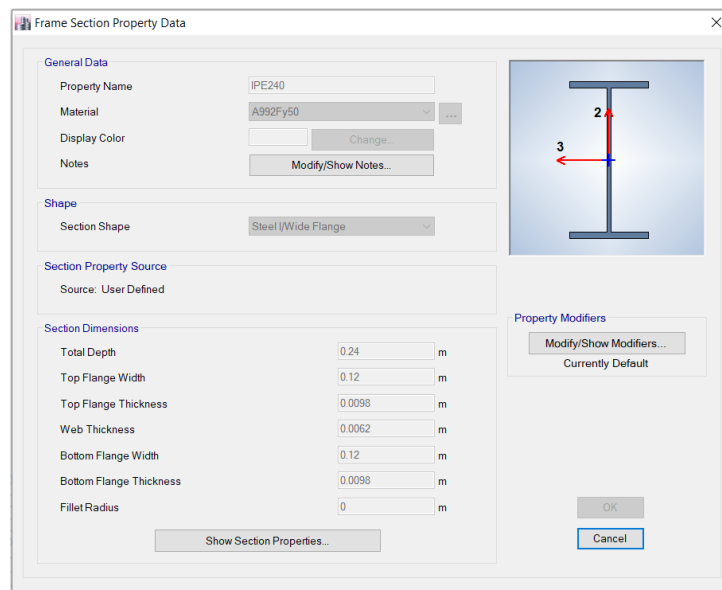 Frame Section Property Data
General Data
Property Name IPE240
Material A992Fy50 ...
Display Color Change...
Notes Modify/Show Notes...
2
3
Shape
Section Shape Steel I/Wide Flange
Section Property Source
Source: User Defined
Section Dimensions
Total Depth 0.24 m
Top Flange Width 0.12 m
Top Flange Thickness 0.0098 m
Web Thickness 0.0062 m
Bottom Flange Width 0.12 m
Bottom Flange Thickness 0.0098 m
Fillet Radius 0 m
Show Section Properties...
Property Modifiers
Modify/Show Modifiers...
Currently Default
OK
Cancel